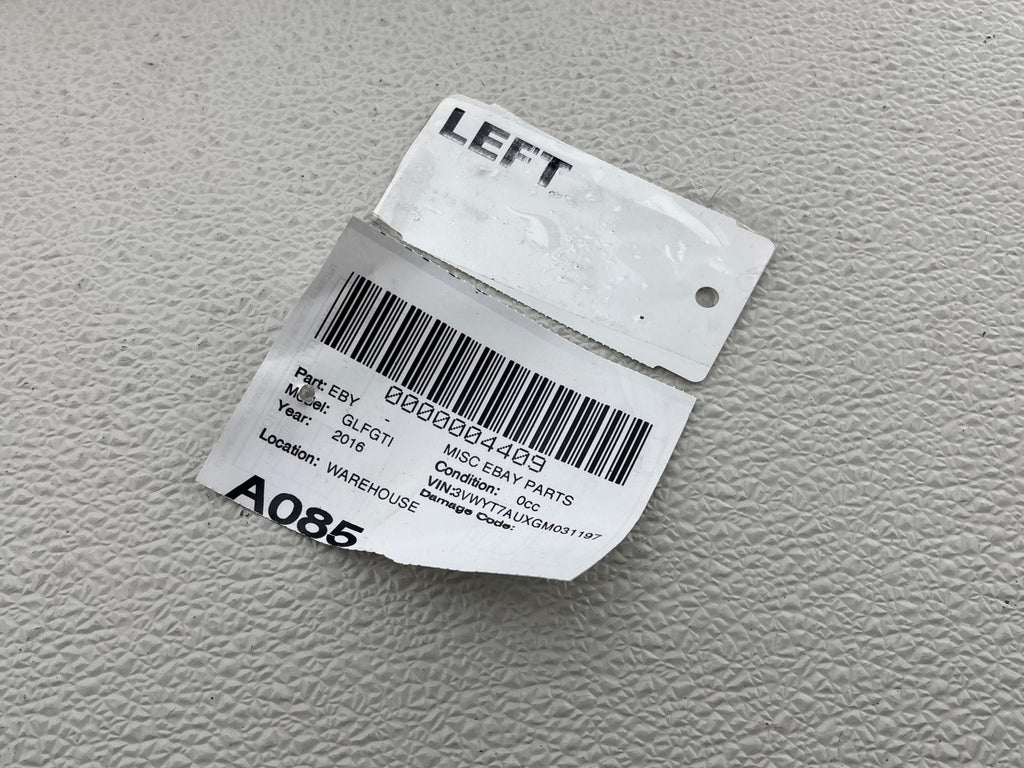 LEFT
0000004409
Part: EBY - MISC EBAY PARTS
Model: GLFGTI Condition: 0cc
Year: 2016 VIN:3VWYT7AUXGM031197
Damage Code:
Location: WAREHOUSE
A085